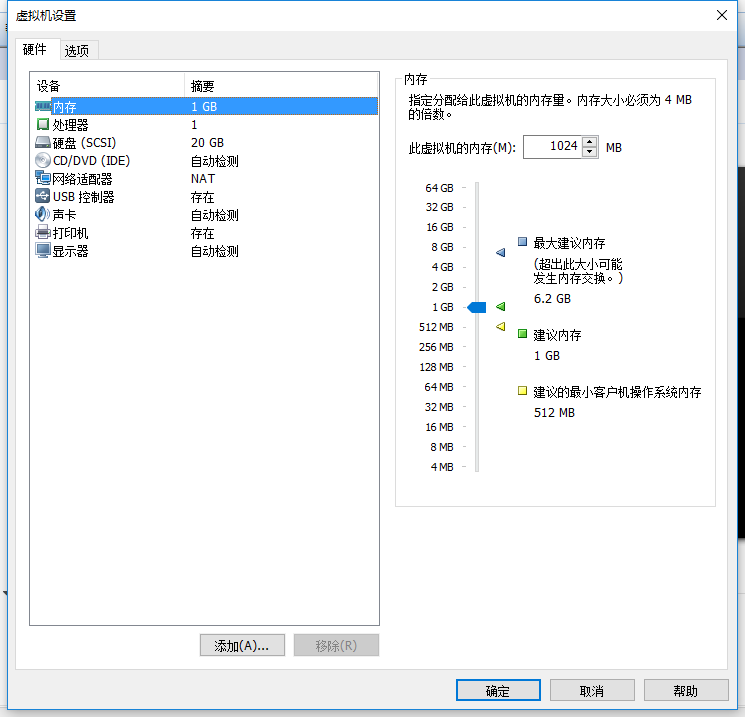 虚拟机设置
硬件 选项
设备 摘要
内存 1 GB
处理器 1
硬盘 (SCSI) 20 GB
CD/DVD (IDE) 自动检测
网络适配器 NAT
USB 控制器 存在
声卡 自动检测
打印机 存在
显示器 自动检测
添加(A)... 移除(R)
内存
指定分配给此虚拟机的内存量。内存大小必须为 4 MB
的倍数。
此虚拟机的内存(M): 1024 MB
64 GB
32 GB
16 GB
8 GB
4 GB
2 GB
1 GB
512 MB
256 MB
128 MB
64 MB
32 MB
16 MB
8 MB
4 MB
最大建议内存
(超出此大小可能
发生内存交换。)
6.2 GB
建议内存
1 GB
建议的最小客户机操作系统内存
512 MB
确定 取消 帮助